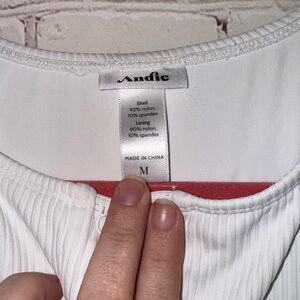 Andie
Shell
90% nylon,
10% spandex
Lining
90% nylon,
10% spandex
MADE IN CHINA
M